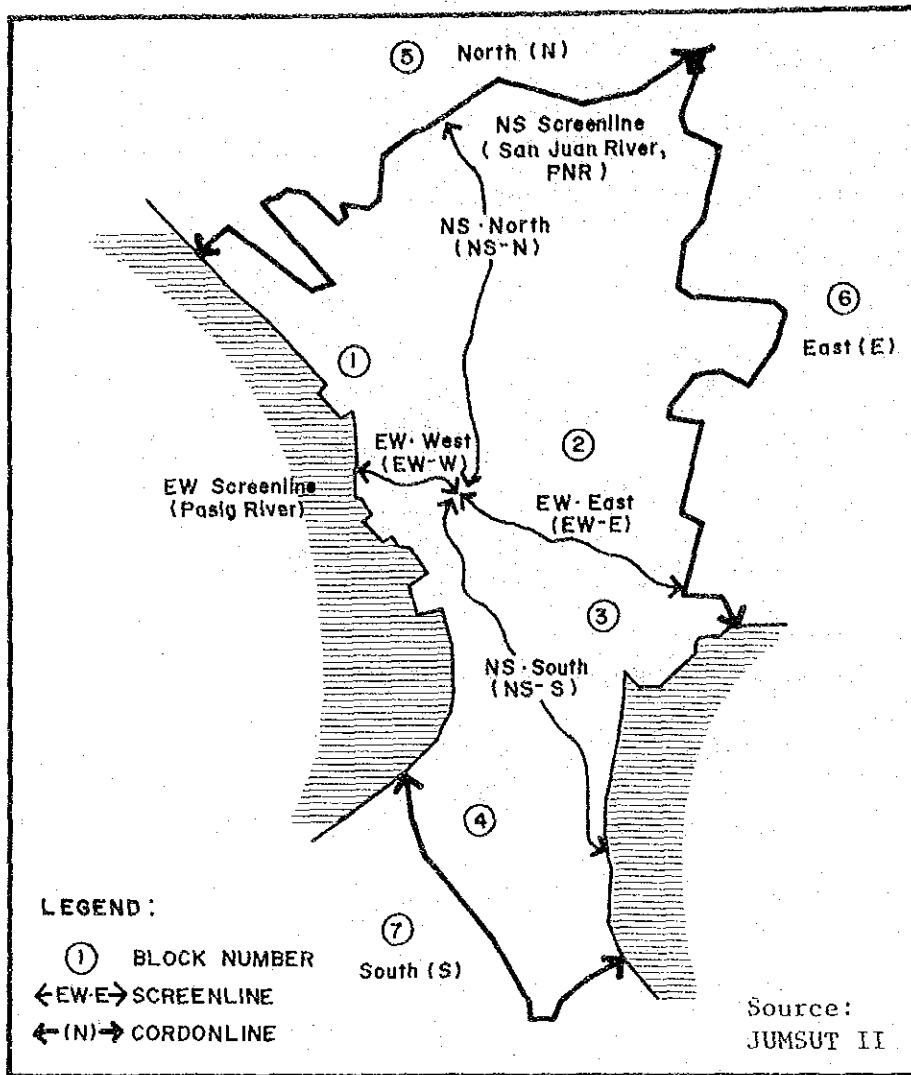 ⑤ North (N)
NS Screenline
( San Juan River,
PNR )
NS·North
(NS-N)
⑥
East (E)
①
EW·West
(EW-W)
②
EW Screenline
(Pasig River)
EW·East
(EW-E)
③
NS·South
(NS-S)
④
LEGEND :
① BLOCK NUMBER
⑦
South (S)
EW·E SCREENLINE
(N) CORDONLINE
Source:
JUMSUT II